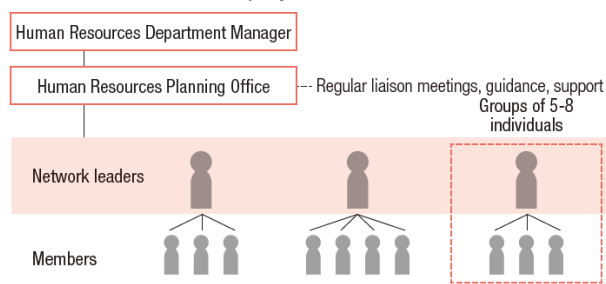 Human Resources Department Manager
Human Resources Planning Office
Regular liaison meetings, guidance, support
Groups of 5-8
individuals
Network leaders
Members